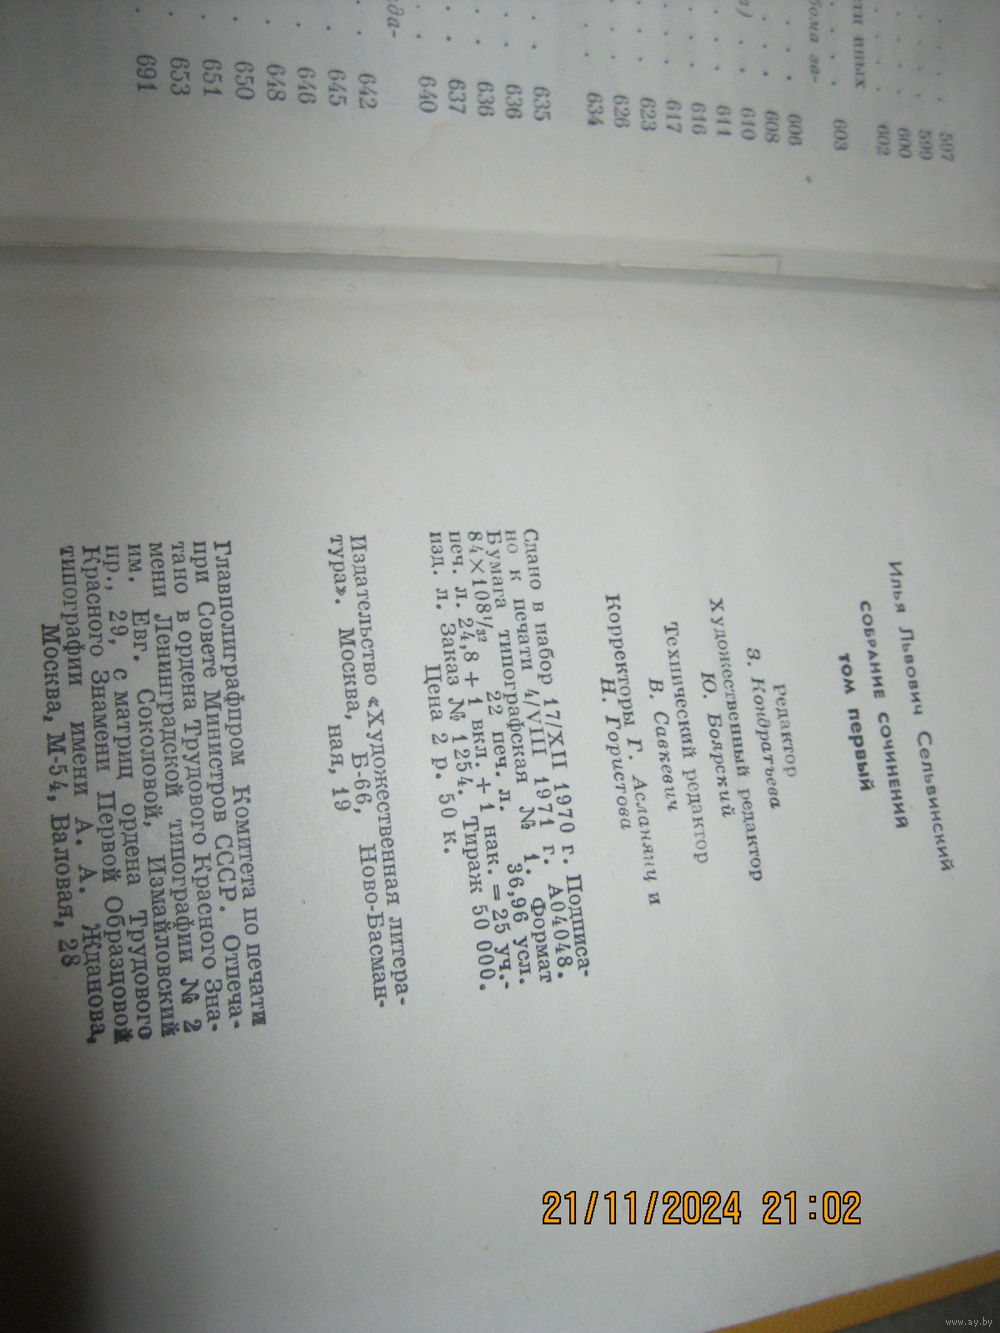 597
599
600
602
603
606
608
610
611
616
617
623
626
634
635
636
636
637
640
642
645
646
648
650
651
653
691
Илья Львович Сельвинский
СОБРАНИЕ СОЧИНЕНИЙ
ТОМ ПЕРВЫЙ
Редактор
З. Кондратьева
Художественный редактор
Ю. Боярский
Технический редактор
В. Савкевич
Корректоры Г. Асланянц и
Н. Гористова
Сдано в набор 17/XII 1970 г. Подписа-
но к печати 4/VIII 1971 г. А04048.
Бумага типографская № 1. Формат
84×108¹/₃₂ 22 печ. л. 36,96 усл.
печ. л. 24,8 + 1 вкл. + 1 нак. = 25 уч.-
изд. л. Заказ № 1254. Тираж 50 000.
Цена 2 р. 50 к.
Издательство «Художественная литера-
тура». Москва, Б-66, Ново-Басман-
ная, 19
Главполиграфпром Комитета по печати
при Совете Министров СССР. Отпеча-
тано в ордена Трудового Красного Зна-
мени Ленинградской типографии № 2
им. Евг. Соколовой, Измайловский
пр., 29, с матриц ордена Трудового
Красного Знамени Первой Образцовой
типографии имени А. А. Жданова,
Москва, М-54, Валовая, 28
21/11/2024 21:02
www.ay.by